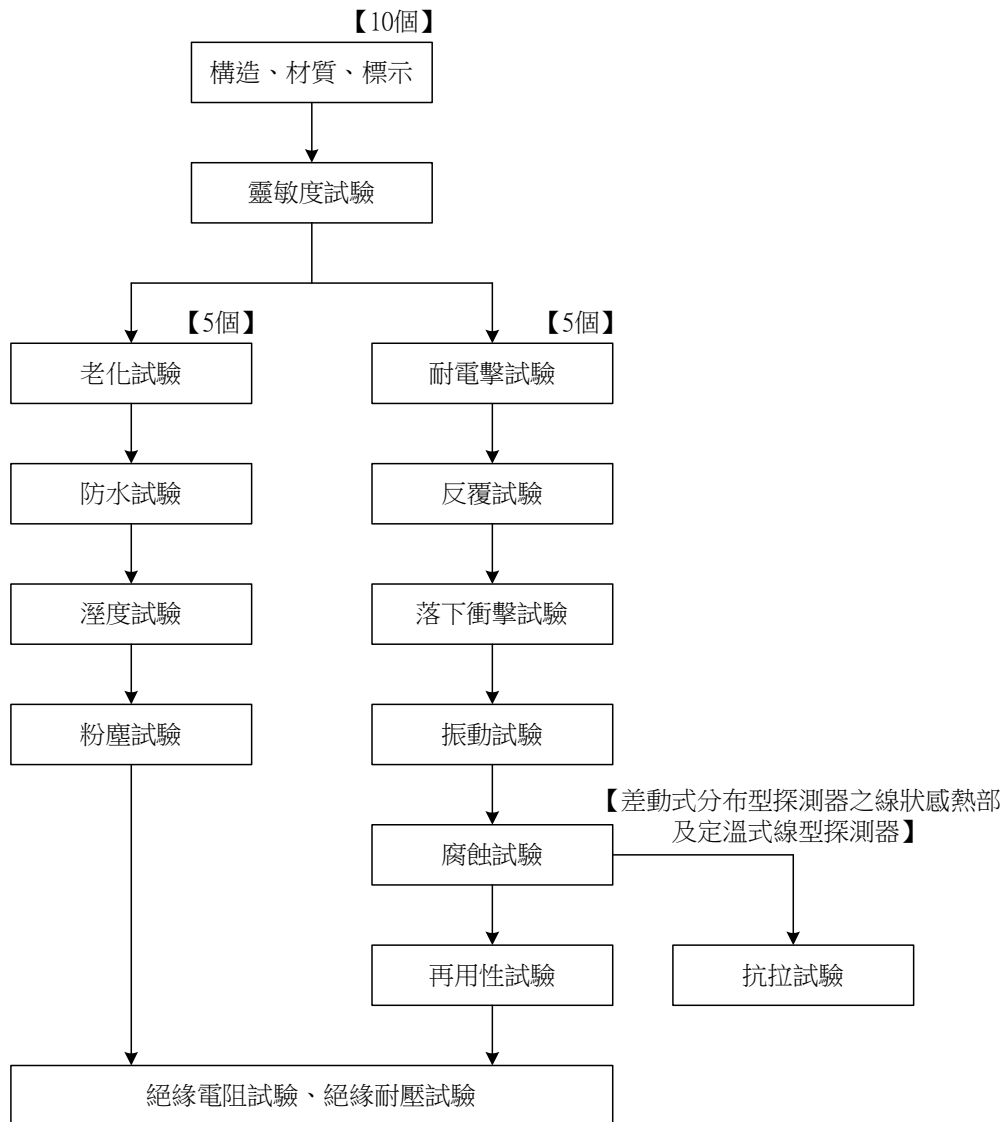 【10個】
構造、材質、標示
靈敏度試驗
【5個】
【5個】
老化試驗
耐電擊試驗
防水試驗
反覆試驗
溼度試驗
落下衝擊試驗
粉塵試驗
振動試驗
【差動式分布型探測器之線狀感熱部
及定溫式線型探測器】
腐蝕試驗
再用性試驗
抗拉試驗
絕緣電阻試驗、絕緣耐壓試驗